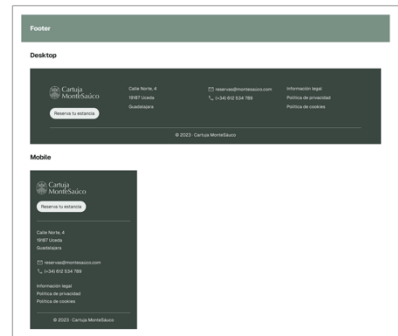 Footer
Desktop
Cartuja
MonteSaúco
Reserva tu estancia
Calle Norte, 4
19187 Uceda
Guadalajara
reservas@montesauco.com
(+34) 612 534 789
Información legal
Política de privacidad
Política de cookies
© 2023 · Cartuja MonteSaúco
Mobile
Cartuja
MonteSaúco
Reserva tu estancia
Calle Norte, 4
19187 Uceda
Guadalajara
reservas@montesauco.com
(+34) 612 534 789
Información legal
Política de privacidad
Política de cookies
© 2023 · Cartuja MonteSaúco